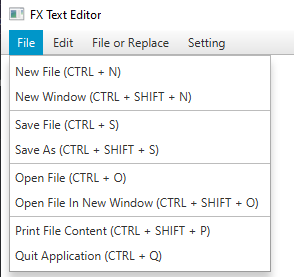 FX Text Editor
File Edit File or Replace Setting
New File (CTRL + N)
New Window (CTRL + SHIFT + N)
Save File (CTRL + S)
Save As (CTRL + SHIFT + S)
Open File (CTRL + O)
Open File In New Window (CTRL + SHIFT + O)
Print File Content (CTRL + SHIFT + P)
Quit Application (CTRL + Q)